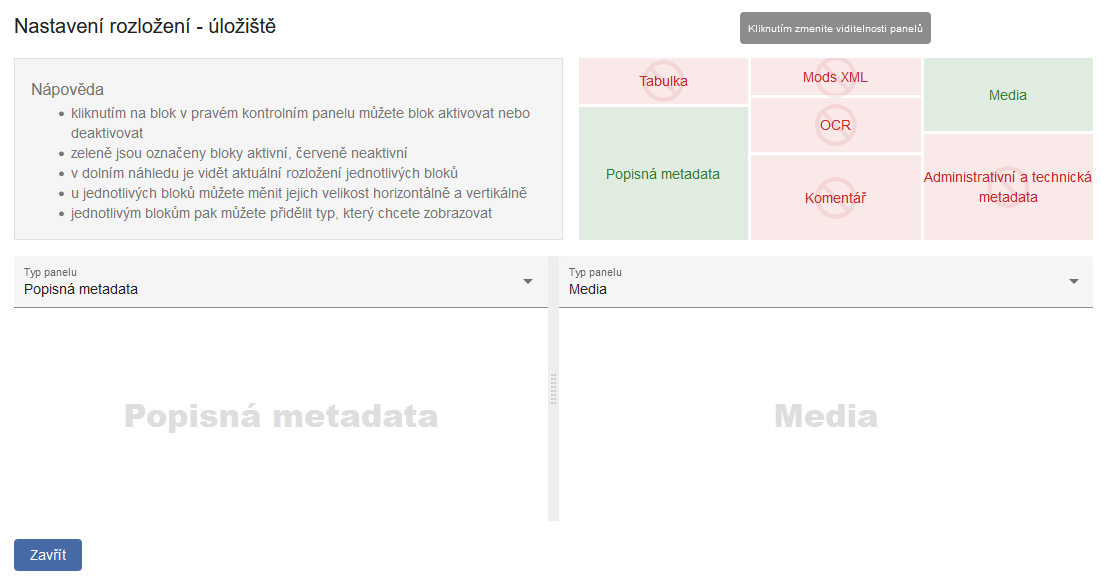 Nastavení rozložení - úložiště
Kliknutím zmenite viditelnosti panelů
Nápověda
kliknutím na blok v pravém kontrolním panelu můžete blok aktivovat nebo
deaktivovat
zeleně jsou označeny bloky aktivní, červeně neaktivní
v dolním náhledu je vidět aktuální rozložení jednotlivých bloků
u jednotlivých bloků můžete měnit jejich velikost horizontálně a vertikálně
jednotlivým blokům pak můžete přidělit typ, který chcete zobrazovat
Tabulka
Popisná metadata
Mods XML
OCR
Komentář
Media
Administrativní a technická
metadata
Typ panelu
Popisná metadata
Typ panelu
Media
Popisná metadata
Media
Zavřít